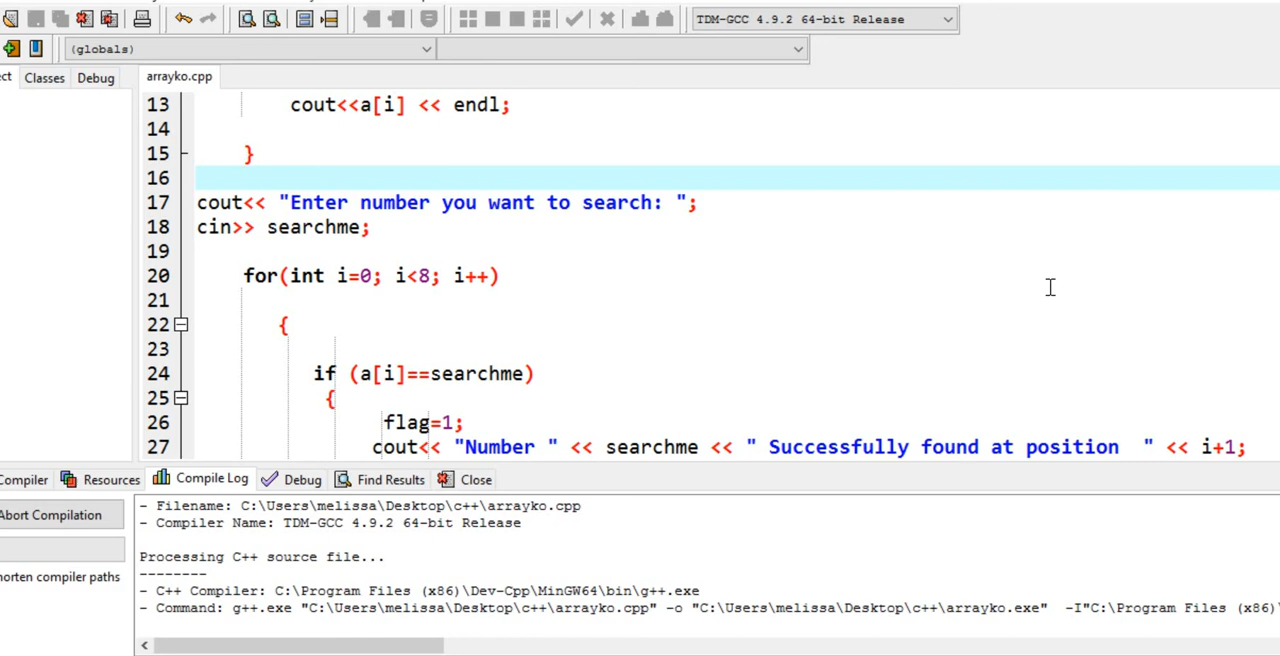 TDM-GCC 4.9.2 64-bit Release
(globals)
ect Classes Debug arrayko.cpp
13 cout<<a[i] << endl;
14
15 }
16
17 cout<< "Enter number you want to search: ";
18 cin>> searchme;
19
20 for(int i=0; i<8; i++)
21
22 {
23
24 if (a[i]==searchme)
25 {
26 flag=1;
27 cout<< "Number " << searchme << " Successfully found at position  " << i+1;
Compiler Resources Compile Log Debug Find Results Close
Abort Compilation
horten compiler paths
- Filename: C:\Users\melissa\Desktop\c++\arrayko.cpp
- Compiler Name: TDM-GCC 4.9.2 64-bit Release
Processing C++ source file...
--------
- C++ Compiler: C:\Program Files (x86)\Dev-Cpp\MinGW64\bin\g++.exe
- Command: g++.exe "C:\Users\melissa\Desktop\c++\arrayko.cpp" -o "C:\Users\melissa\Desktop\c++\arrayko.exe" -I"C:\Program Files (x86)\